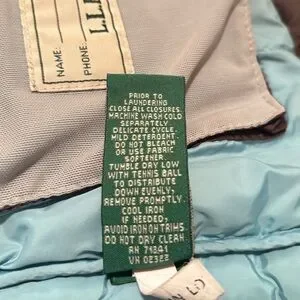 NAME:
PHONE:
L.L.
PRIOR TO
LAUNDERING
CLOSE ALL CLOSURES.
MACHINE WASH COLD
SEPARATELY
DELICATE CYCLE.
MILD DETERGENT.
DO NOT BLEACH
OR USE FABRIC
SOFTENER.
TUMBLE DRY LOW
WITH TENNIS BALL
TO DISTRIBUTE
DOWN EVENLY.
REMOVE PROMPTLY.
COOL IRON
IF NEEDED,
AVOID IRON ON TRIMS
DO NOT DRY CLEAN
RN 71341
VN 02322